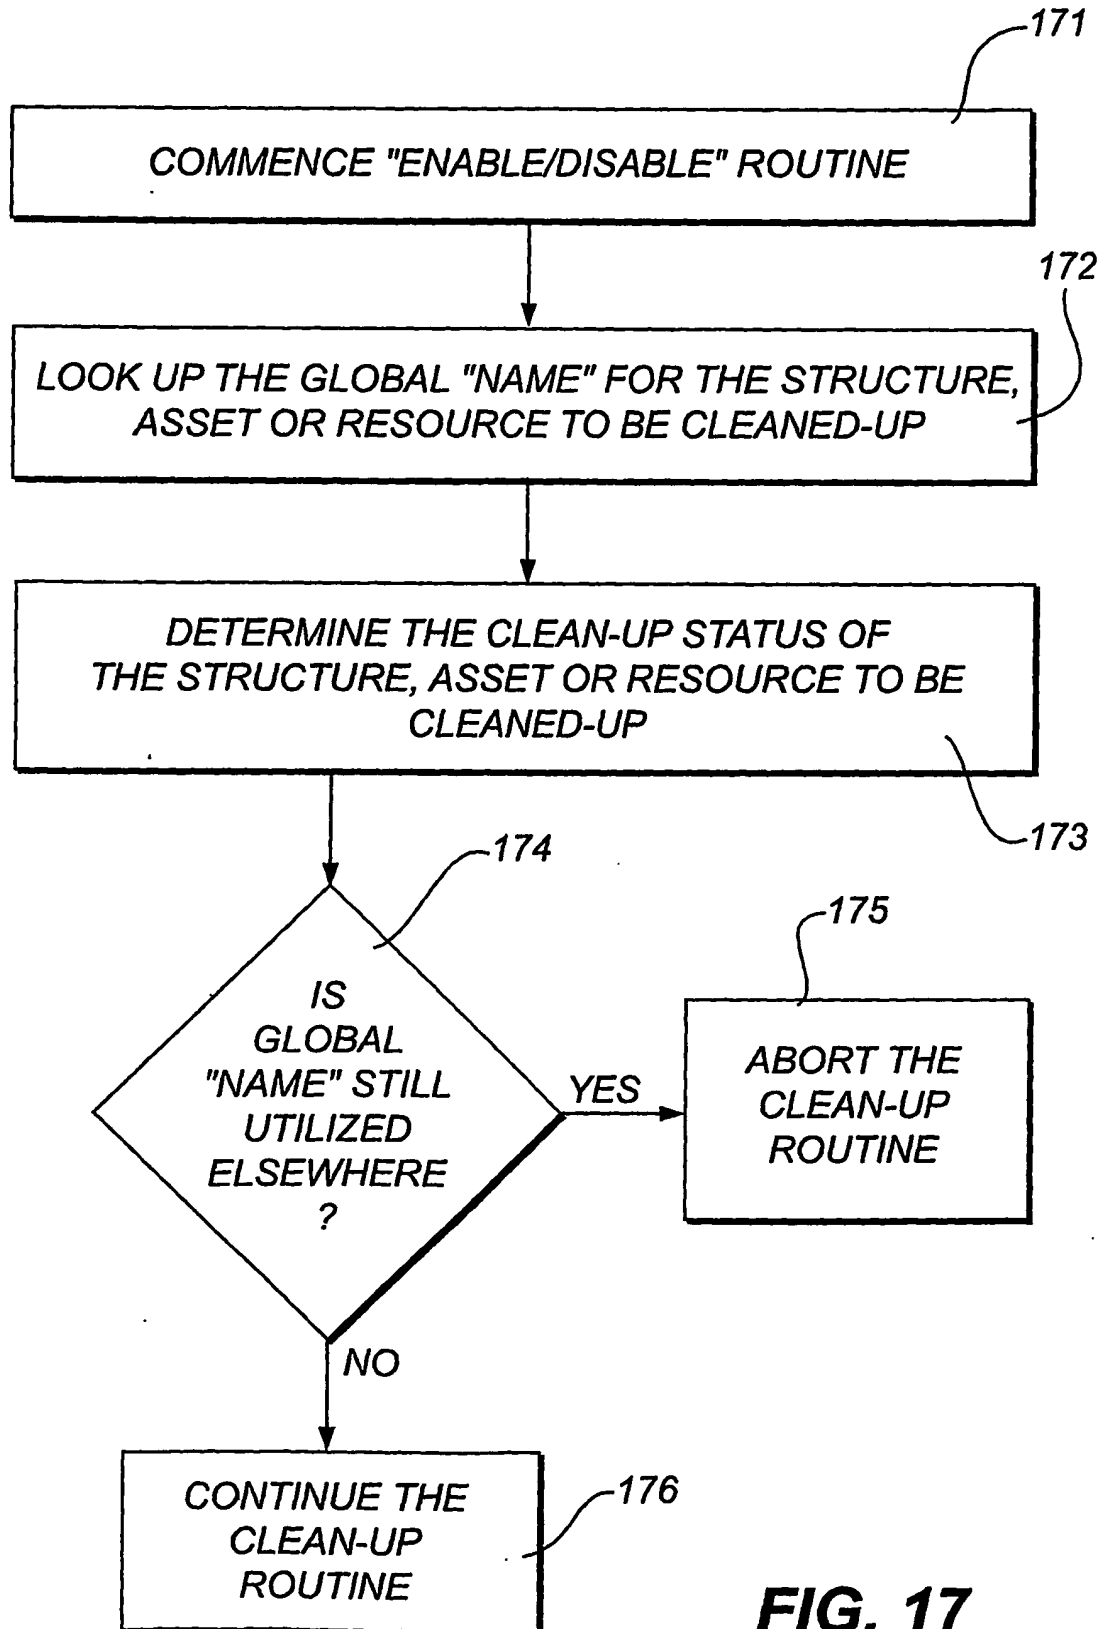 171
COMMENCE "ENABLE/DISABLE" ROUTINE
172
LOOK UP THE GLOBAL "NAME" FOR THE STRUCTURE,
ASSET OR RESOURCE TO BE CLEANED-UP
DETERMINE THE CLEAN-UP STATUS OF
THE STRUCTURE, ASSET OR RESOURCE TO BE
CLEANED-UP
173
174
IS
GLOBAL
"NAME" STILL
UTILIZED
ELSEWHERE
?
YES
175
ABORT THE
CLEAN-UP
ROUTINE
NO
CONTINUE THE
CLEAN-UP
ROUTINE
176
FIG. 17